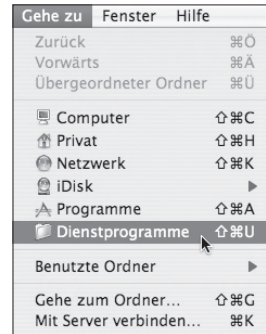 Gehe zu Fenster Hilfe
Zurück ⌘Ö
Vorwärts ⌘Ä
Übergeordneter Ordner ⌘Ü
Computer ⇧⌘C
Privat ⇧⌘H
Netzwerk ⇧⌘K
iDisk
Programme ⇧⌘A
Dienstprogramme ⇧⌘U
Benutzte Ordner
Gehe zum Ordner... ⇧⌘G
Mit Server verbinden... ⌘K